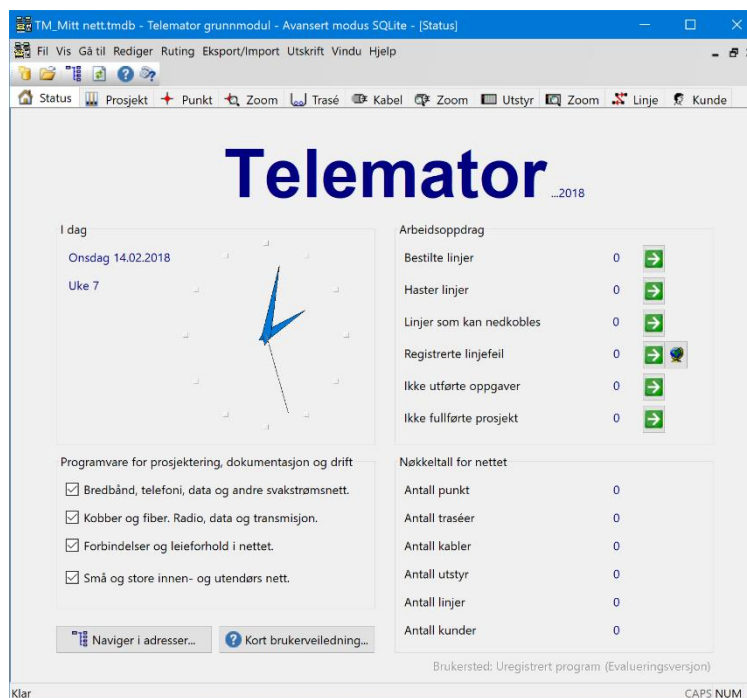 TM_Mitt nett.tmdb - Telemator grunnmodul - Avansert modus SQLite - [Status]
Fil Vis Gå til Rediger Ruting Eksport/Import Utskrift Vindu Hjelp
Status Prosjekt Punkt Zoom Trasé Kabel Zoom Utstyr Zoom Linje Kunde
Telemator ...2018
I dag
Onsdag 14.02.2018
Uke 7
Arbeidsoppdrag
Bestilte linjer 0
Haster linjer 0
Linjer som kan nedkobles 0
Registrerte linjefeil 0
Ikke utførte oppgaver 0
Ikke fullførte prosjekt 0
Programvare for prosjektering, dokumentasjon og drift
Bredbånd, telefoni, data og andre svakstrømsnett.
Kobber og fiber. Radio, data og transmisjon.
Forbindelser og leieforhold i nettet.
Små og store innen- og utendørs nett.
Nøkkeltall for nettet
Antall punkt 0
Antall traséer 0
Antall kabler 0
Antall utstyr 0
Antall linjer 0
Antall kunder 0
Naviger i adresser... Kort brukerveiledning...
Brukersted: Uregistrert program (Evalueringsversjon)
Klar CAPS NUM